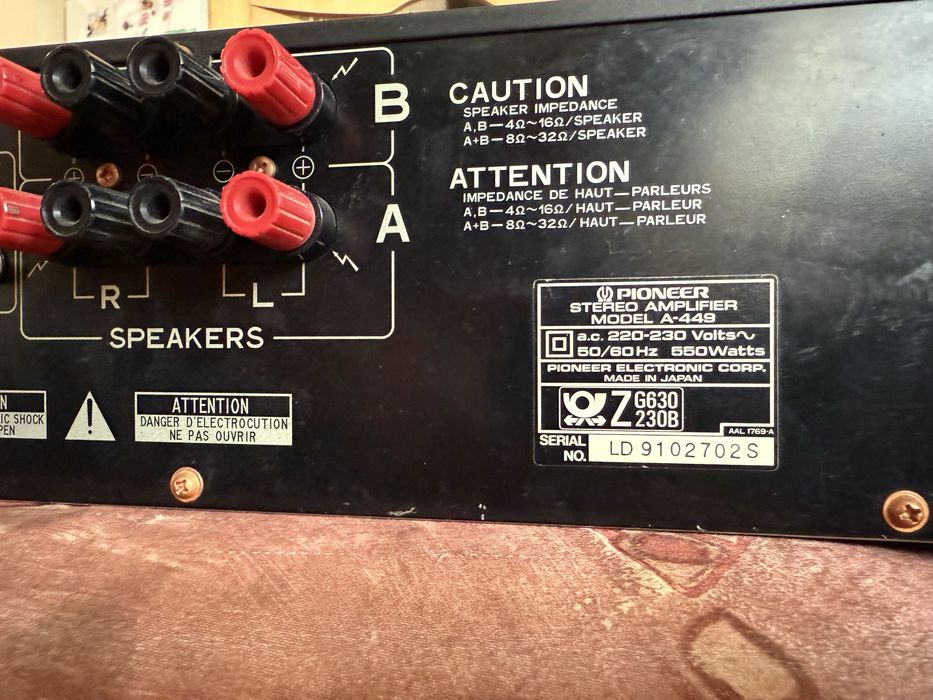 B
A
R
L
SPEAKERS
CAUTION
SPEAKER IMPEDANCE
A,B—4Ω~16Ω/SPEAKER
A+B—8Ω~32Ω/SPEAKER
ATTENTION
IMPEDANCE DE HAUT—PARLEURS
A,B—4Ω~16Ω/HAUT—PARLEUR
A+B—8Ω~32Ω/HAUT—PARLEUR
PIONEER
STEREO AMPLIFIER
MODEL A-449
a.c. 220-230 Volts~
50/60Hz 550Watts
PIONEER ELECTRONIC CORP.
MADE IN JAPAN
Z G630
230B
AAL 1769-A
SERIAL
NO. LD 9102702S
N
IC SHOCK
PEN
ATTENTION
DANGER D'ELECTROCUTION
NE PAS OUVRIR